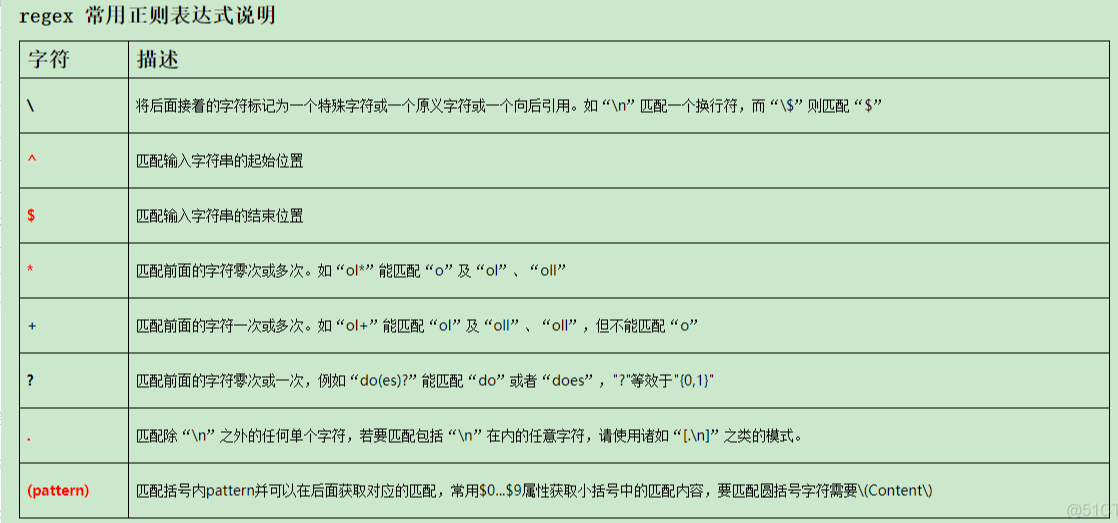 regex 常用正则表达式说明
字符 描述
\ 将后面接着的字符标记为一个特殊字符或一个原义字符或一个向后引用。如“\n”匹配一个换行符，而“\$”则匹配“$”
^ 匹配输入字符串的起始位置
$ 匹配输入字符串的结束位置
* 匹配前面的字符零次或多次。如“ol*”能匹配“o”及“ol”、“oll”
+ 匹配前面的字符一次或多次。如“ol+”能匹配“ol”及“oll”、“oll”，但不能匹配“o”
? 匹配前面的字符零次或一次，例如“do(es)?”能匹配“do”或者“does”，"?"等效于"{0,1}"
. 匹配除“\n”之外的任何单个字符，若要匹配包括“\n”在内的任意字符，请使用诸如“[.\n]”之类的模式。
(pattern) 匹配括号内pattern并可以在后面获取对应的匹配，常用$0...$9属性获取小括号中的匹配内容，要匹配圆括号字符需要\(Content\)